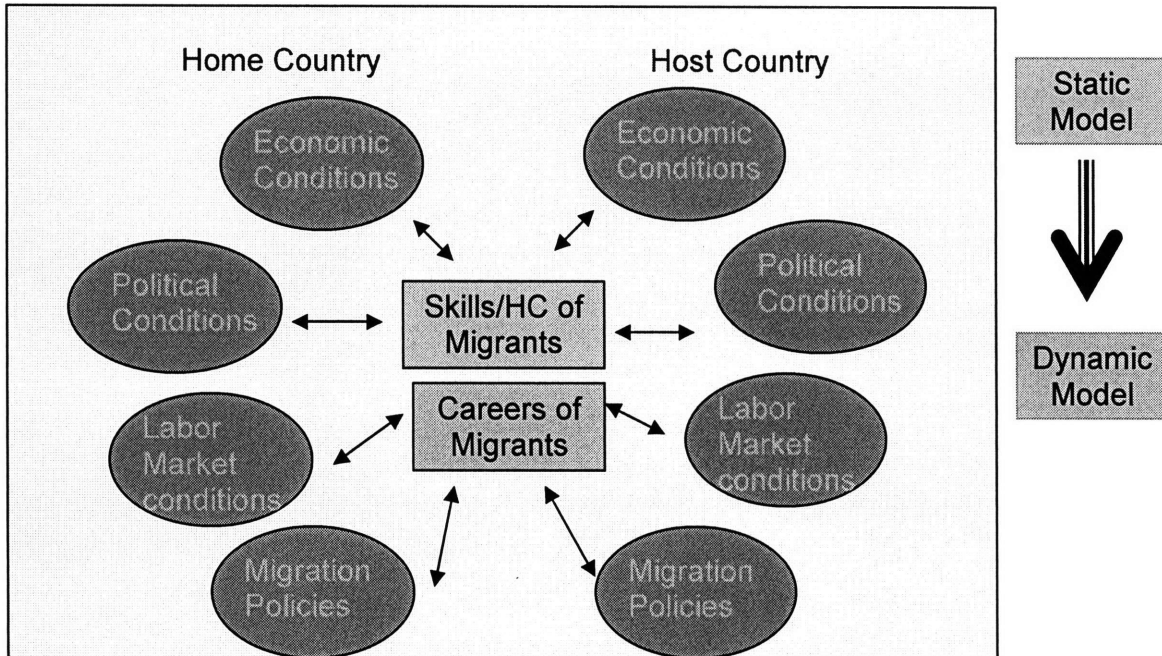 Home Country
Host Country
Static
Model
Economic
Conditions
Economic
Conditions
Political
Conditions
Political
Conditions
Skills/HC of
Migrants
Dynamic
Model
Careers of
Migrants
Labor
Market
conditions
Labor
Market
conditions
Migration
Policies
Migration
Policies